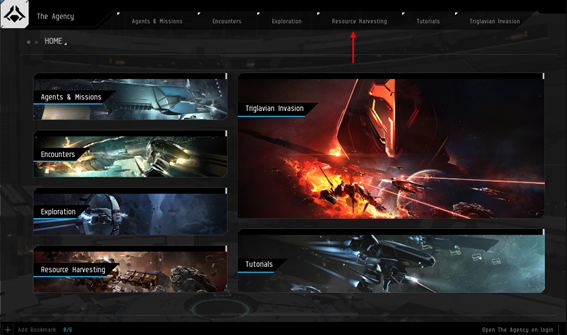 The Agency
Agents & Missions Encounters Exploration Resource Harvesting Tutorials Triglavian Invasion
HOME
Agents & Missions
Triglavian Invasion
Encounters
Exploration
Tutorials
Resource Harvesting
Add Bookmark 0/6 Open The Agency on login